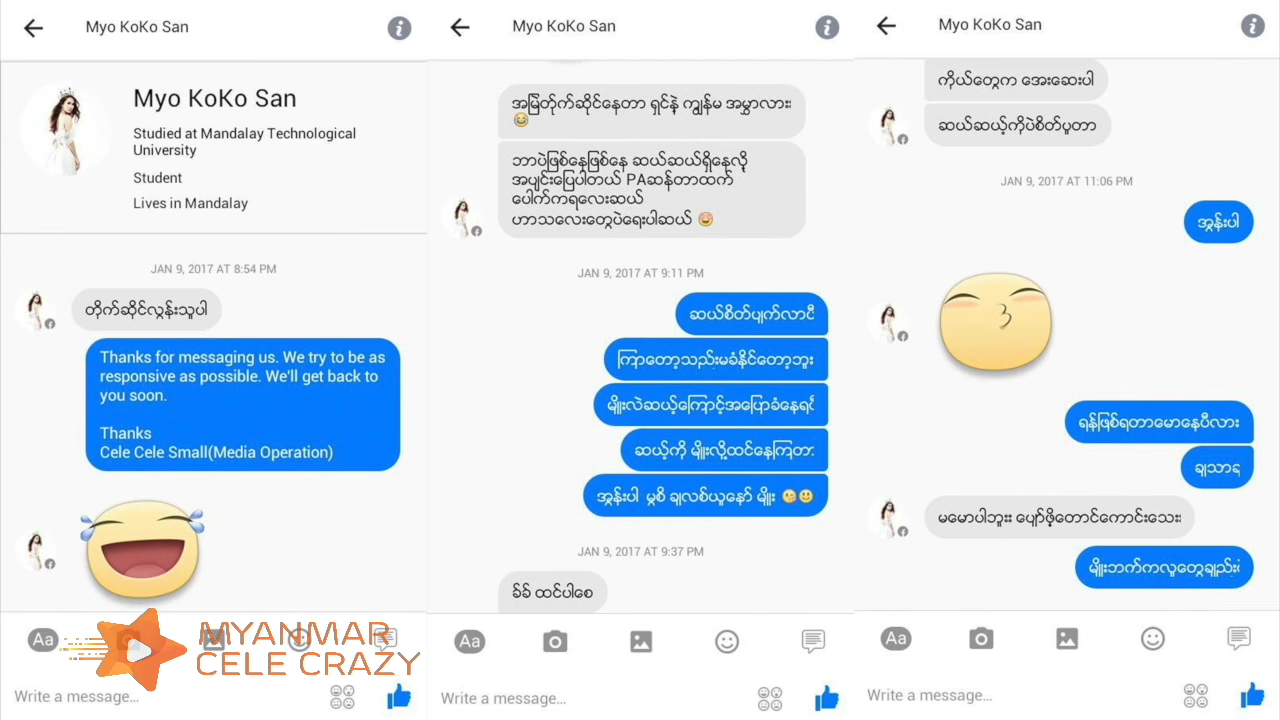 Myo KoKo San
Myo KoKo San
Studied at Mandalay Technological
University
Student
Lives in Mandalay
JAN 9, 2017 AT 8:54 PM
တိုက်ဆိုင်လွန်းသူပါ
Thanks for messaging us. We try to be as
responsive as possible. We'll get back to
you soon.
Thanks
Cele Cele Small(Media Operation)
Aa
MYANMAR
CELE CRAZY
Write a message...
Myo KoKo San
အမြဲတိုက်ဆိုင်နေတာ ရှင်နဲ့ ကျွန်မ အမွှာလား
ဘာပဲဖြစ်နေဖြစ်နေ ဆယ်ဆယ်ရှိနေလို့
အပျင်းပြေပါတယ် PAဆန်တာထက်
ပေါက်ကရလေးဆယ်
ဟာသလေးတွေပဲရေးပါဆယ်
JAN 9, 2017 AT 9:11 PM
ဆယ်စိတ်ပျက်လာငီ
ကြာတော့သည်းမခံနိုင်တော့ဘူး
မျိုးလဲဆယ့်ကြောင့်အပြောခံနေရငီ
ဆယ့်ကို မျိုးလို့ထင်နေကြတာ
အွန်းပါ မွစိ ချလစ်ယူနော် မျိုး
JAN 9, 2017 AT 9:37 PM
ခ်ခ် ထင်ပါစေ
Aa
Write a message...
Myo KoKo San
ကိုယ်တွေက အေးဆေးပါ
ဆယ်ဆယ့်ကိုပဲစိတ်ပူတာ
JAN 9, 2017 AT 11:06 PM
အွန်းပါ
ရန်ဖြစ်ရတာမောနေပီလား
ချသာခု
မမောပါဘူး ပျော်ဖို့တောင်ကောင်းသေး
မျိုးဘက်ကလူတွေချည်း
Aa
Write a message...